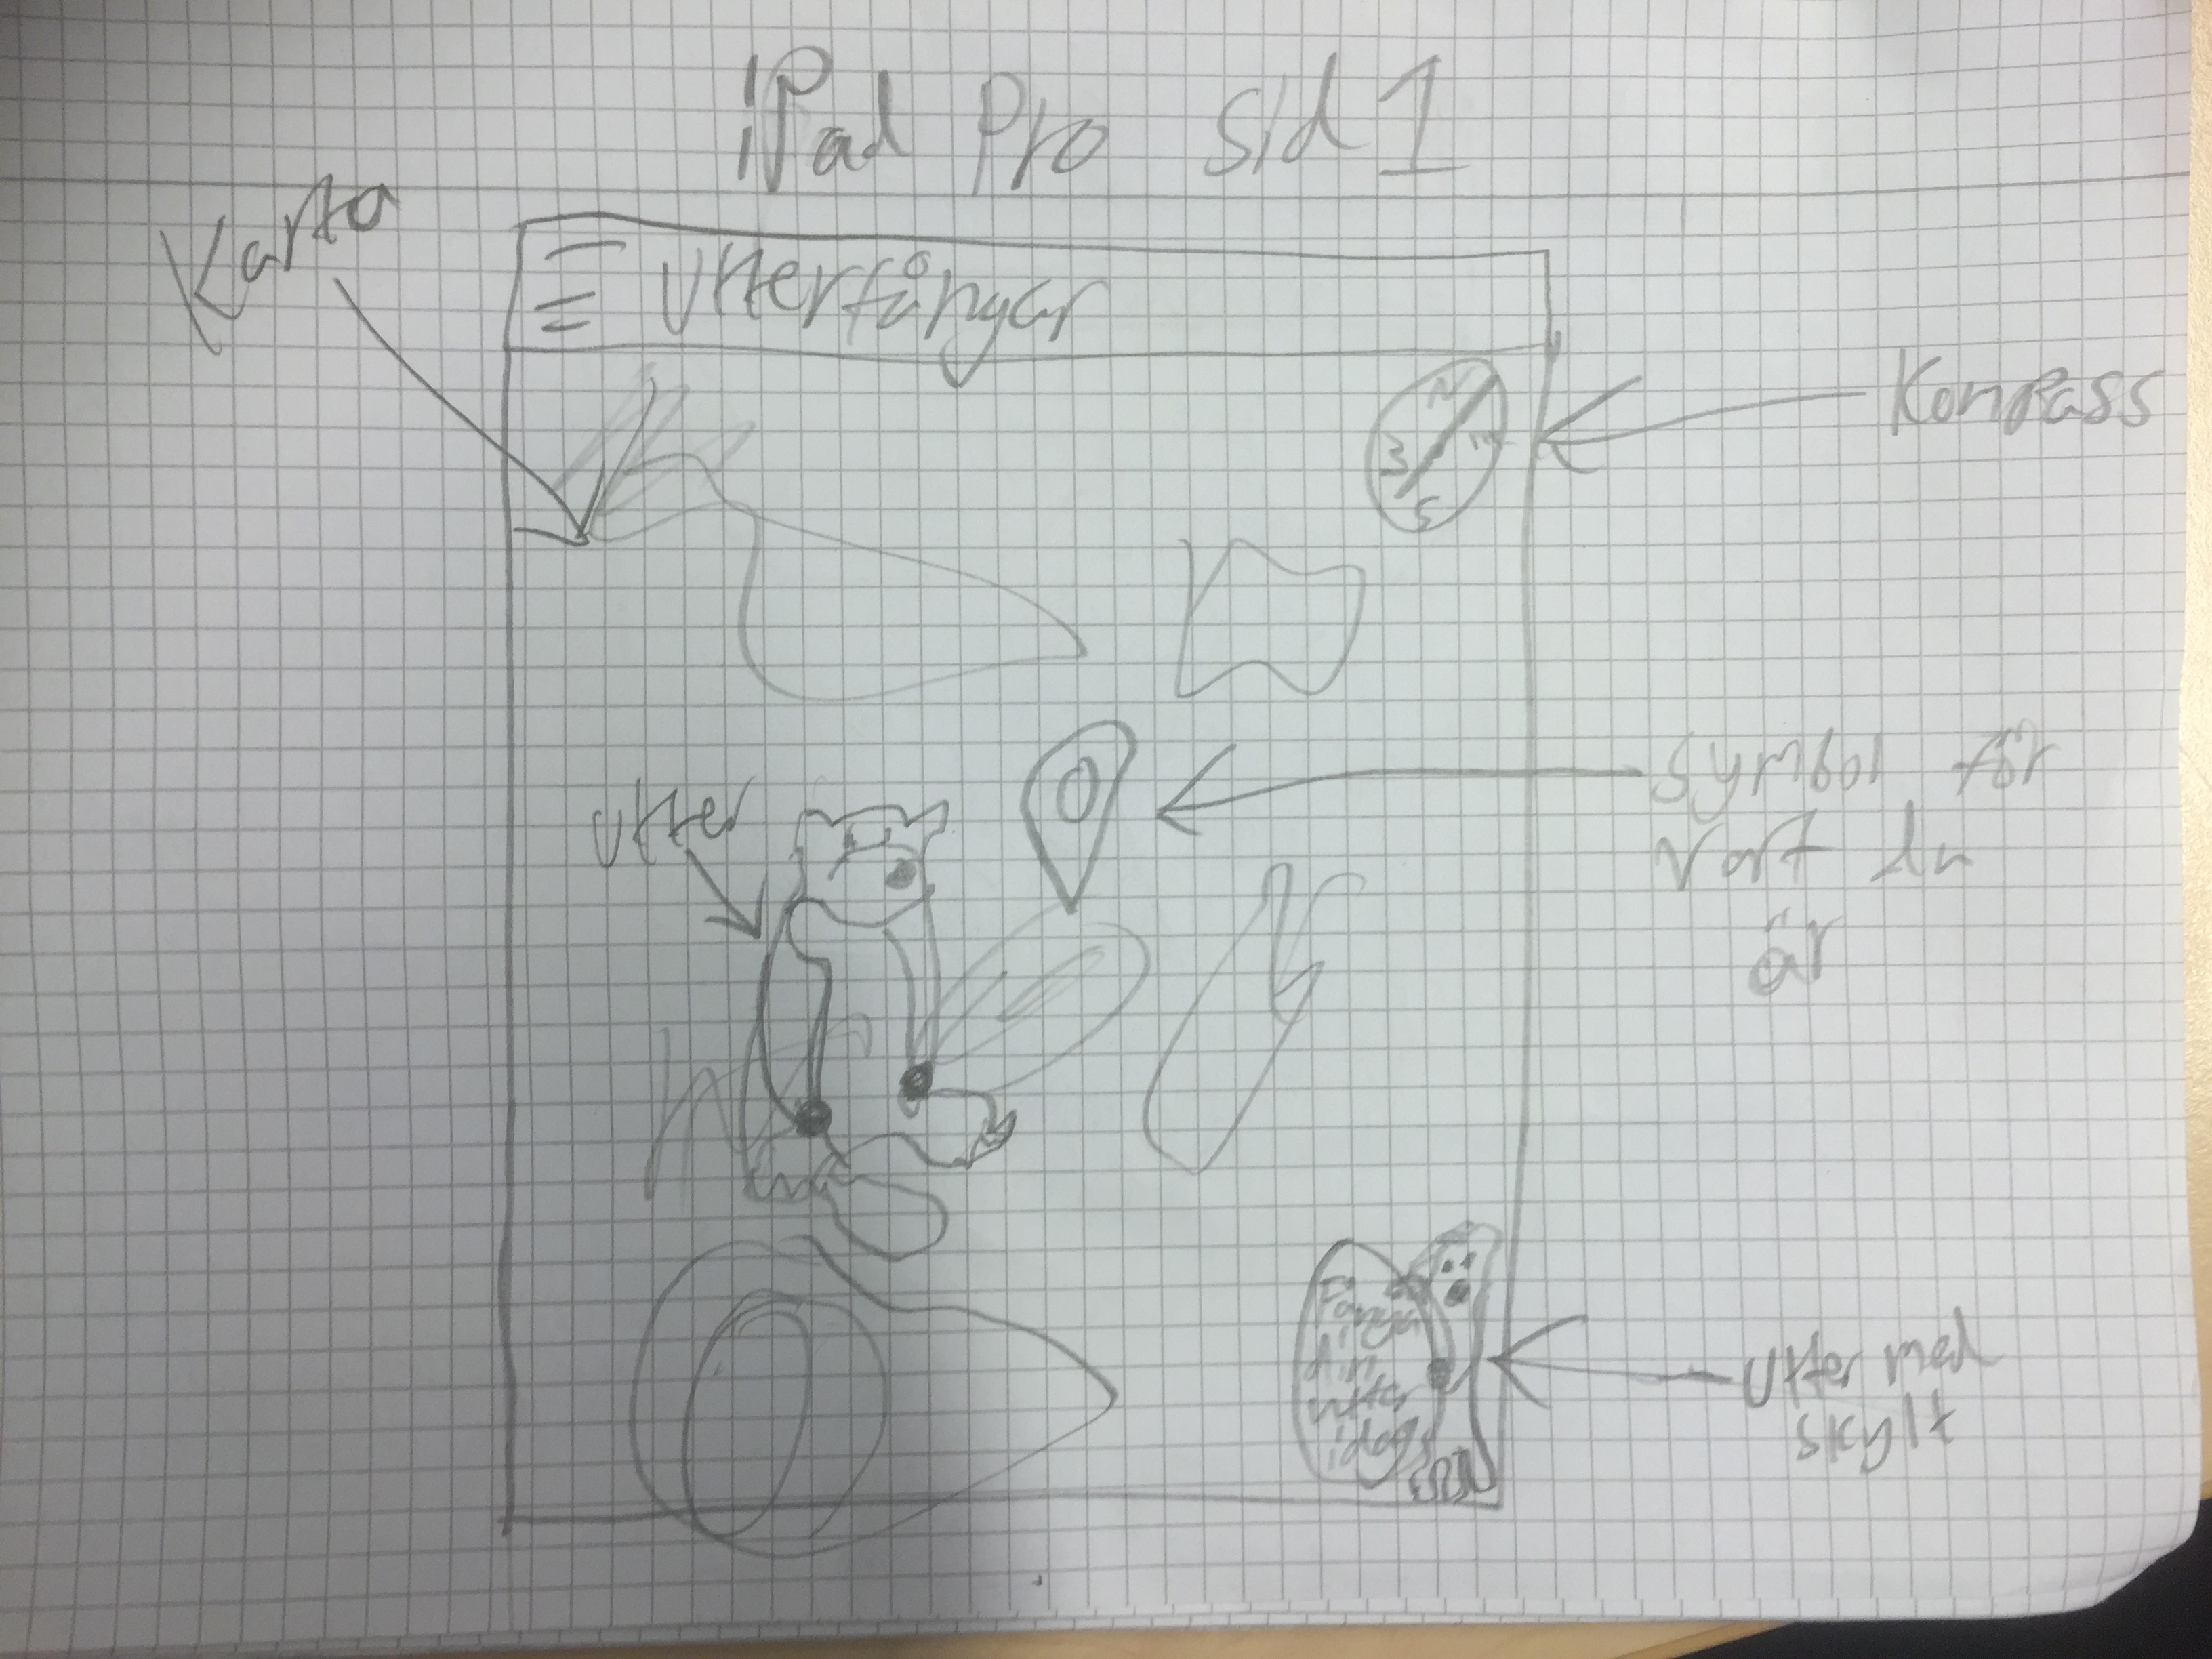 iPad Pro sid 1
Karta
Utterfångar
N
S
Kompass
Symbol för
Vart du
är
utter
Fånga
din
utter
idag
Utter med
skylt